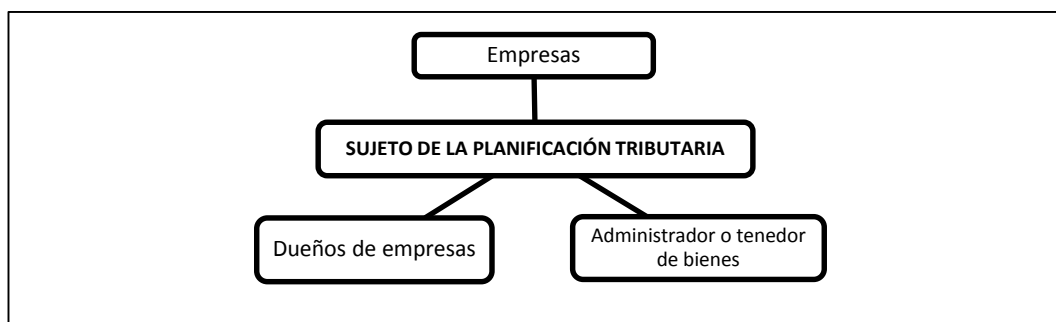 Empresas
SUJETO DE LA PLANIFICACIÓN TRIBUTARIA
Dueños de empresas
Administrador o tenedor
de bienes